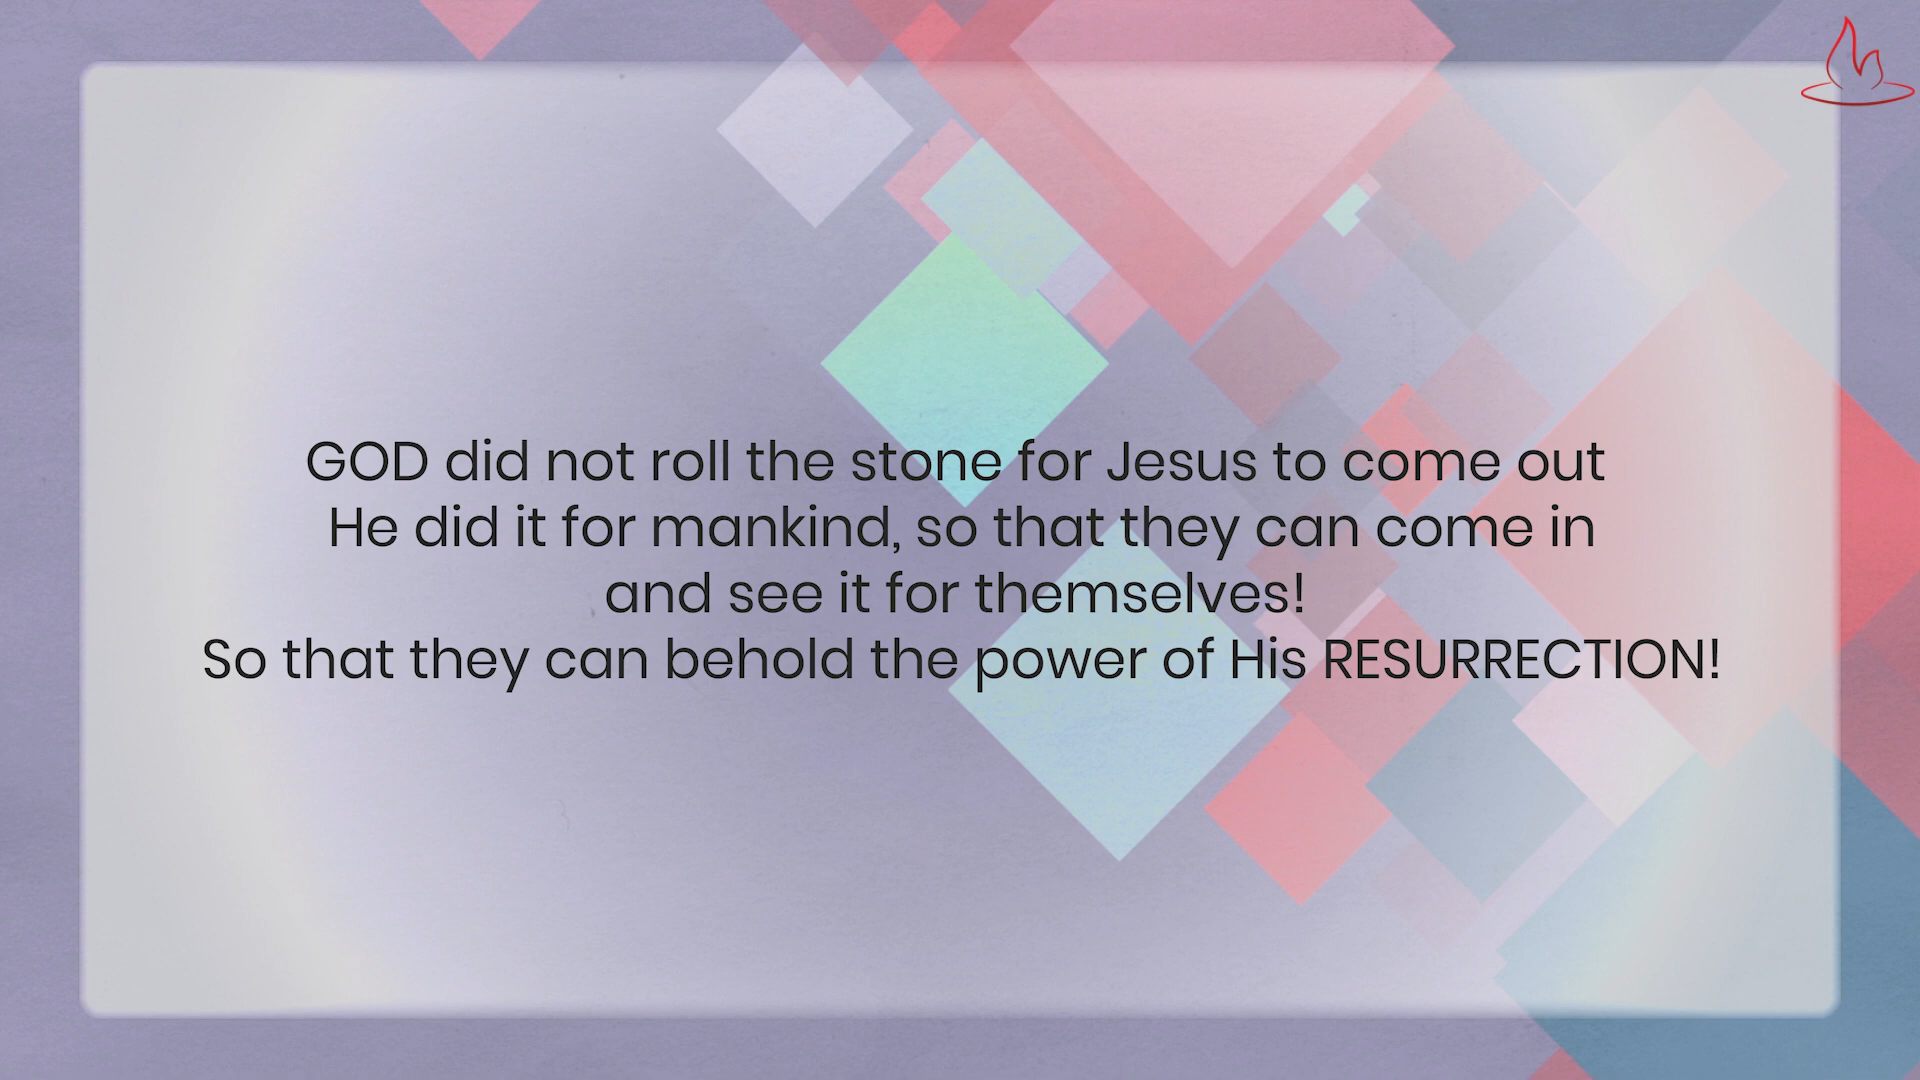 GOD did not roll the stone for Jesus to come out
He did it for mankind, so that they can come in
and see it for themselves!
So that they can behold the power of His RESURRECTION!